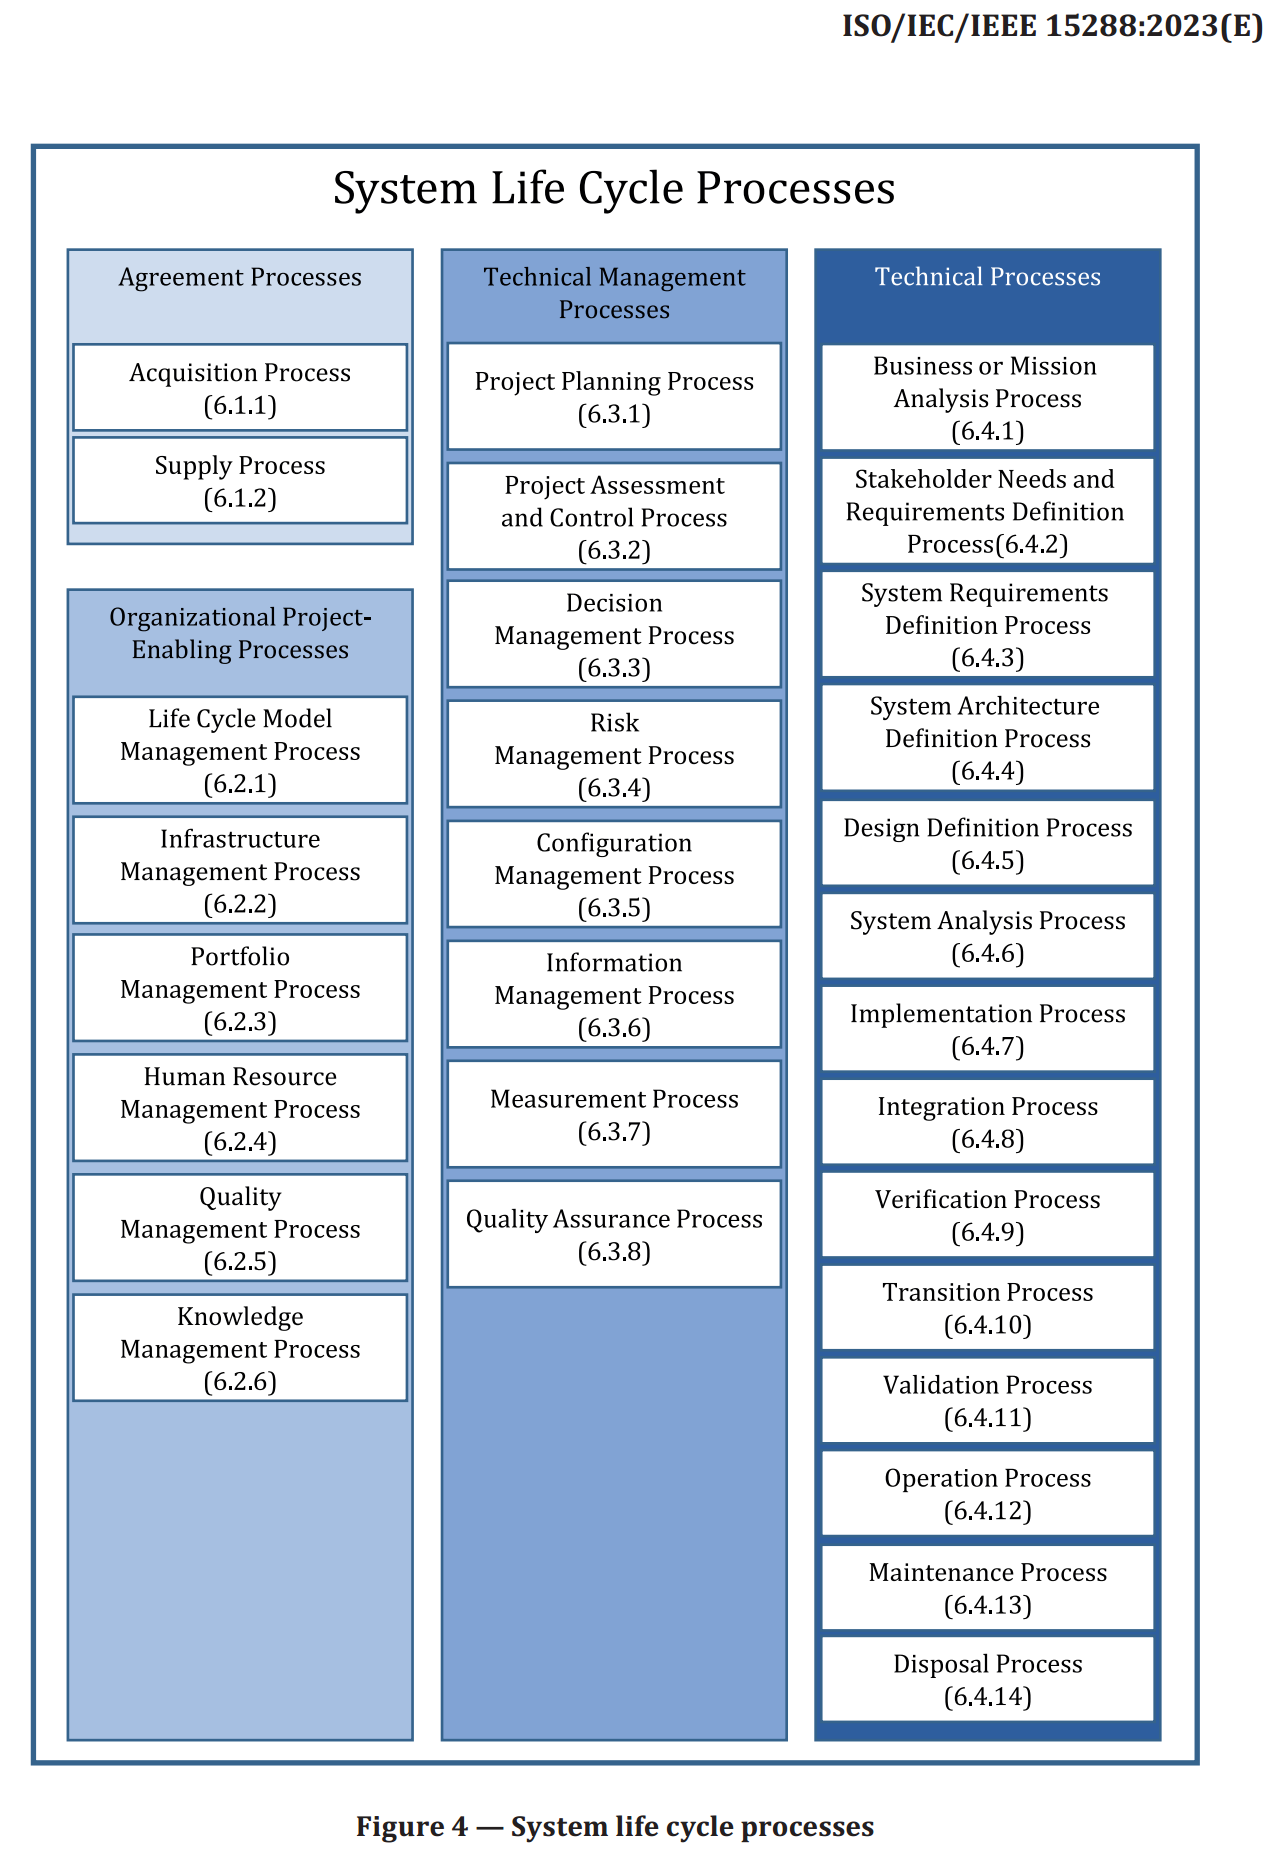 ISO/IEC/IEEE 15288:2023(E)
System Life Cycle Processes
Agreement Processes
Acquisition Process
(6.1.1)
Supply Process
(6.1.2)
Organizational Project-
Enabling Processes
Life Cycle Model
Management Process
(6.2.1)
Infrastructure
Management Process
(6.2.2)
Portfolio
Management Process
(6.2.3)
Human Resource
Management Process
(6.2.4)
Quality
Management Process
(6.2.5)
Knowledge
Management Process
(6.2.6)
Technical Management
Processes
Project Planning Process
(6.3.1)
Project Assessment
and Control Process
(6.3.2)
Decision
Management Process
(6.3.3)
Risk
Management Process
(6.3.4)
Configuration
Management Process
(6.3.5)
Information
Management Process
(6.3.6)
Measurement Process
(6.3.7)
Quality Assurance Process
(6.3.8)
Technical Processes
Business or Mission
Analysis Process
(6.4.1)
Stakeholder Needs and
Requirements Definition
Process(6.4.2)
System Requirements
Definition Process
(6.4.3)
System Architecture
Definition Process
(6.4.4)
Design Definition Process
(6.4.5)
System Analysis Process
(6.4.6)
Implementation Process
(6.4.7)
Integration Process
(6.4.8)
Verification Process
(6.4.9)
Transition Process
(6.4.10)
Validation Process
(6.4.11)
Operation Process
(6.4.12)
Maintenance Process
(6.4.13)
Disposal Process
(6.4.14)
Figure 4 — System life cycle processes